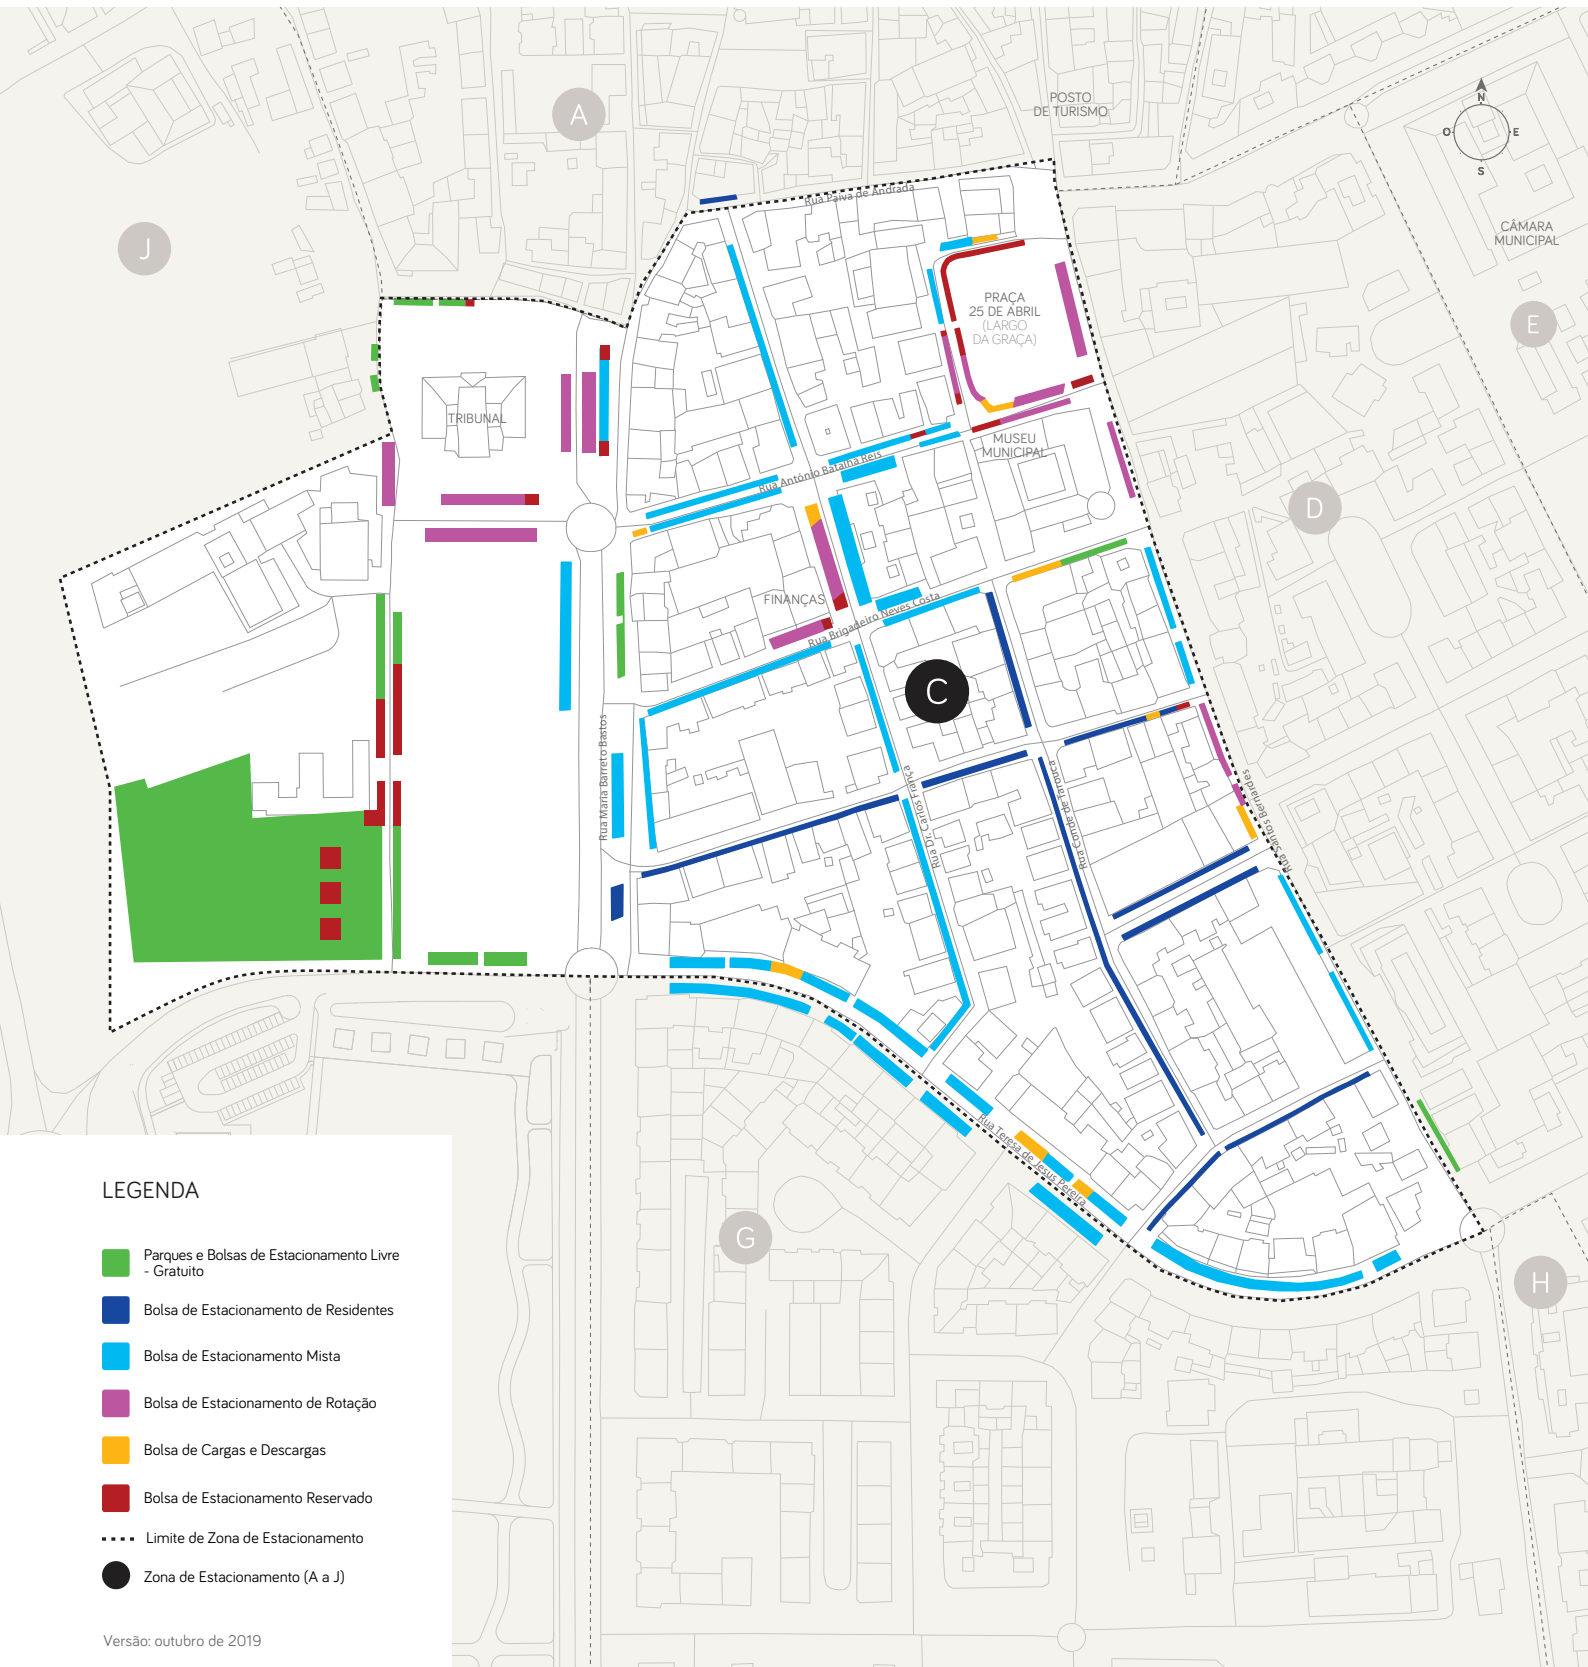 A
POSTO
DE TURISMO
N
O
E
S
J
Rua Paiva de Andrada
CÂMARA
MUNICIPAL
PRAÇA
25 DE ABRIL
(LARGO
DA GRAÇA)
E
TRIBUNAL
MUSEU
MUNICIPAL
Rua António Batalha Reis
D
FINANÇAS
Rua Brigadeiro Neves Costa
C
Rua Maria Barreto Bastos
Rua Dr. Carlos França
Rua Conde de Tarouca
Rua Santos Bernardes
Rua Teresa de Jesus Pereira
G
H
LEGENDA
Parques e Bolsas de Estacionamento Livre
- Gratuito
Bolsa de Estacionamento de Residentes
Bolsa de Estacionamento Mista
Bolsa de Estacionamento de Rotação
Bolsa de Cargas e Descargas
Bolsa de Estacionamento Reservado
Limite de Zona de Estacionamento
Zona de Estacionamento (A a J)
Versão: outubro de 2019